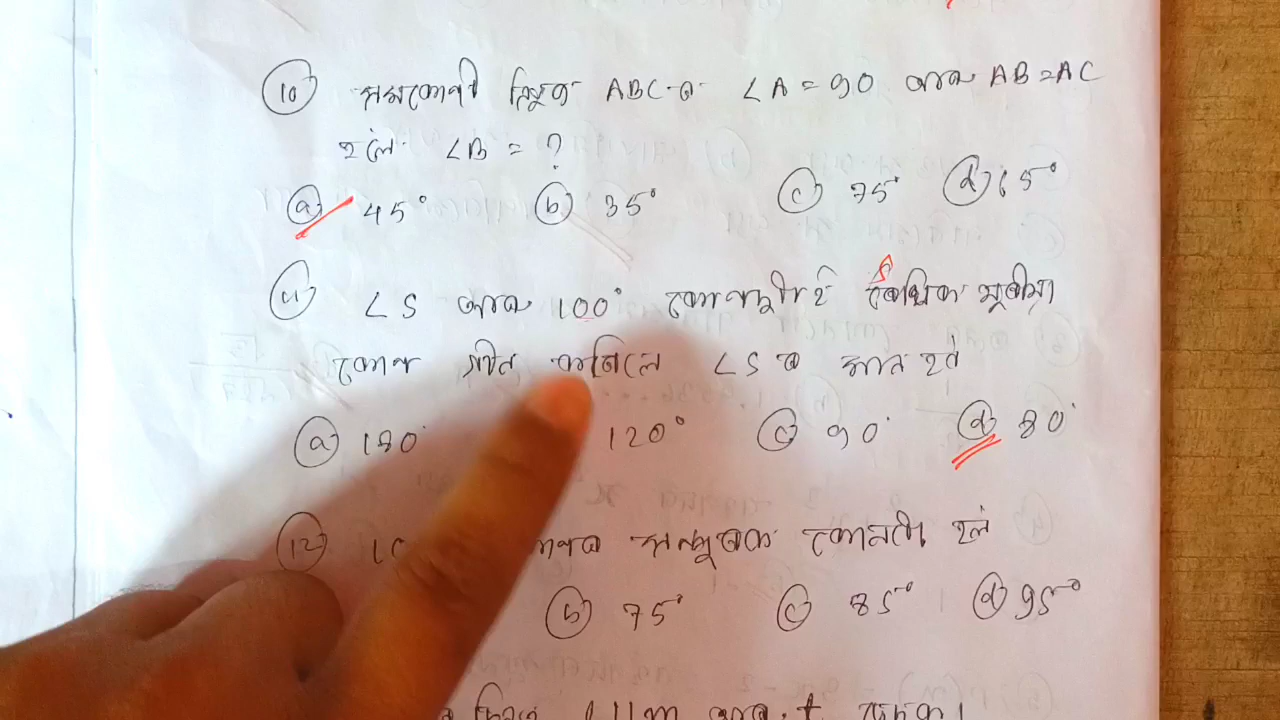 10 সমকোণী ত্ৰিভুজ ABC-ৰ ∠A = 90 আৰু AB = AC
হ'লে ∠B = ?
a 45° b 35° c 75° d 65°
11 ∠S আৰু 100° কোণদুটাই ৰৈখিক যুৰীয়া
কোণ গঠন কৰিলে ∠S ৰ মান হ'ব
a 180° 120° c 90° d 80°
12 সম্পূৰক কোণটো হ'ল
b 75° c 85° d 95°